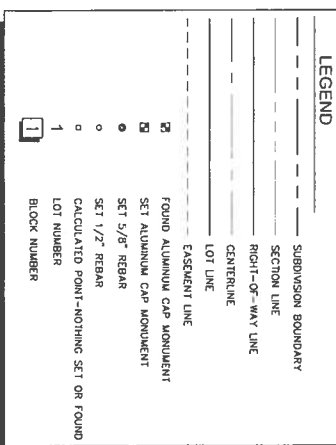 LEGEND
SUBDIVISION BOUNDARY
SECTION LINE
RIGHT-OF-WAY LINE
CENTERLINE
LOT LINE
EASEMENT LINE
FOUND ALUMINUM CAP MONUMENT
SET ALUMINUM CAP MONUMENT
SET 5/8" REBAR
SET 1/2" REBAR
CALCULATED POINT-NOTHING SET OR FOUND
1 LOT NUMBER
1 BLOCK NUMBER